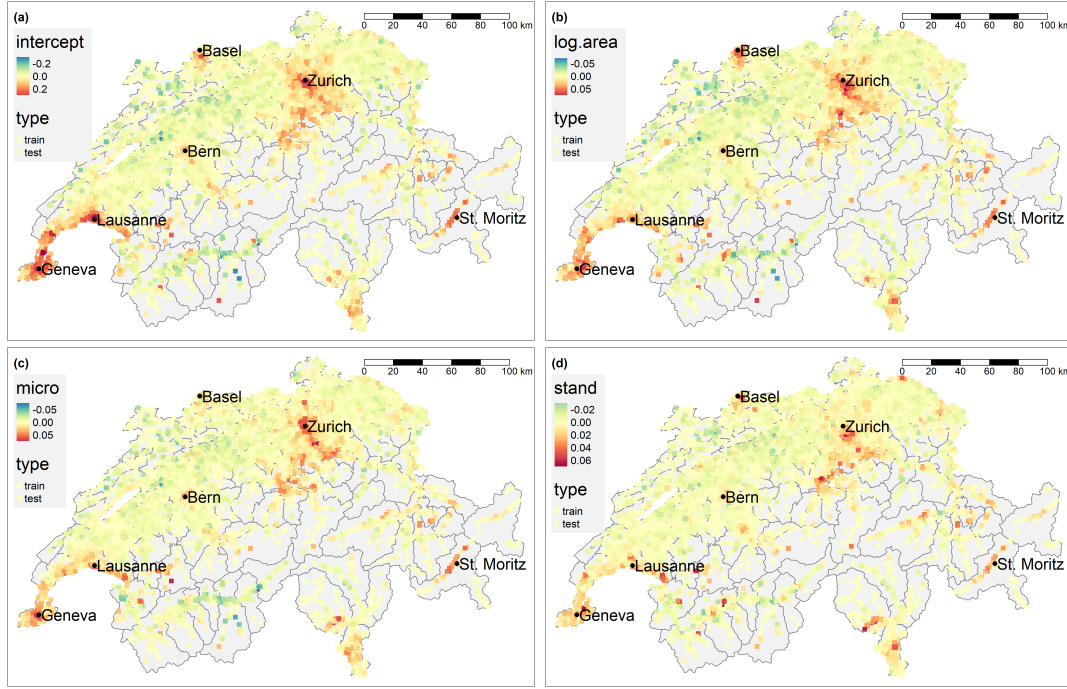 (a)
0 20 40 60 80 100 km
intercept
-0.2
0.0
0.2
type
train
test
Basel
Zurich
Bern
Lausanne
Geneva
St. Moritz
(b)
0 20 40 60 80 100 km
log.area
-0.05
0.00
0.05
type
train
test
Basel
Zurich
Bern
Lausanne
Geneva
St. Moritz
(c)
0 20 40 60 80 100 km
micro
-0.05
0.00
0.05
type
train
test
Basel
Zurich
Bern
Lausanne
Geneva
St. Moritz
(d)
0 20 40 60 80 100 km
stand
-0.02
0.00
0.02
0.04
0.06
type
train
test
Basel
Zurich
Bern
Lausanne
Geneva
St. Moritz